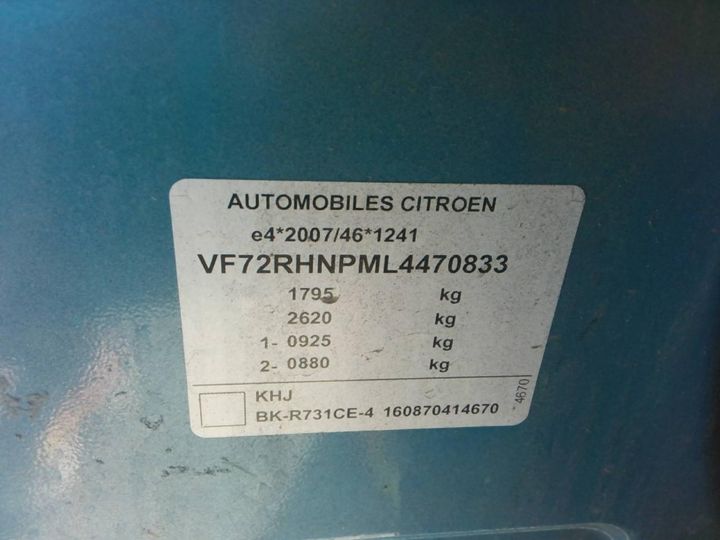 AUTOMOBILES CITROEN
e4*2007/46*1241
VF72RHNPML4470833
1795 kg
2620 kg
1- 0925 kg
2- 0880 kg
KHJ
BK-R731CE-4 160870414670
4670